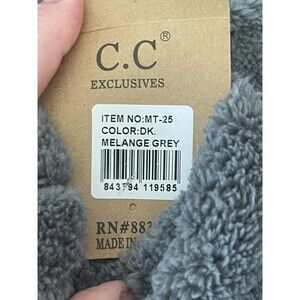 C.C®
EXCLUSIVES
ITEM NO:MT-25
COLOR:DK.
MELANGE GREY
843794 119585
MADE IN